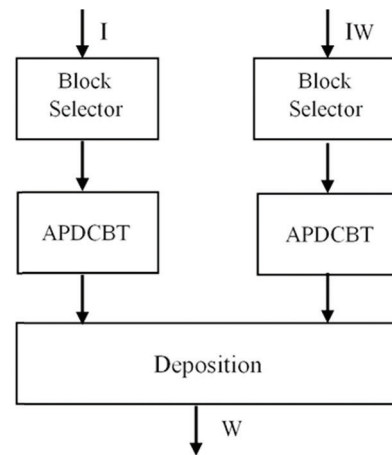 I
IW
Block
Selector
Block
Selector
APDCBT
APDCBT
Deposition
W